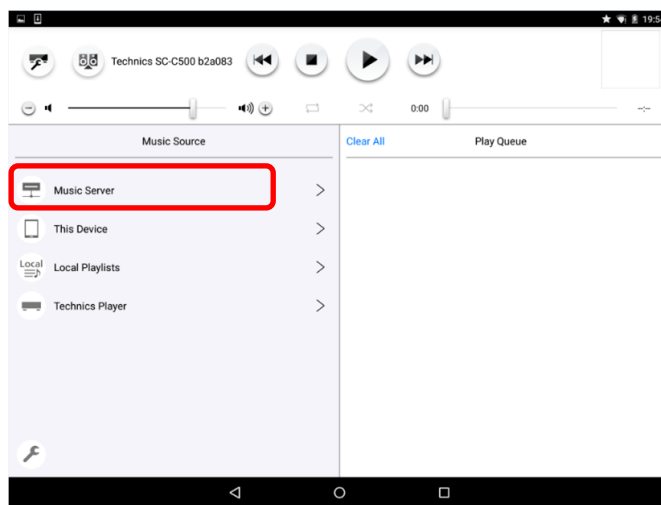 19:5
Technics SC-C500 b2a083
0:00
--:--
Music Source
Clear All
Play Queue
Music Server
This Device
Local
Local Playlists
Technics Player